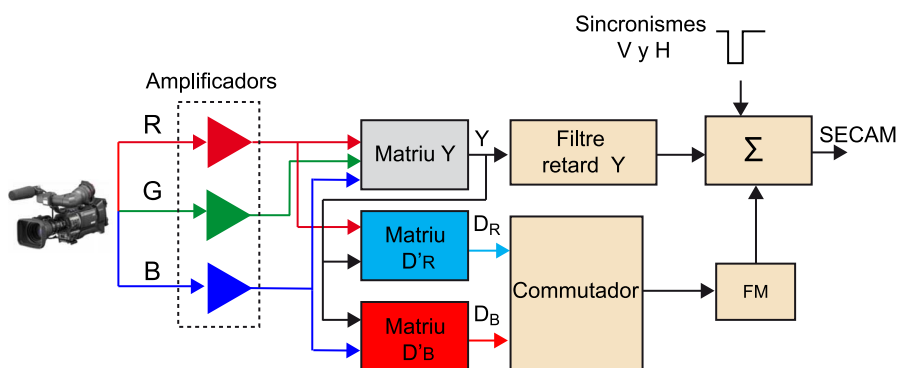 Sincronismes
V y H
Amplificadors
R
G
B
Matriu Y
Y
Filtre
retard Y
Σ
SECAM
Matriu
D'R
DR
Commutador
FM
Matriu
D'B
DB